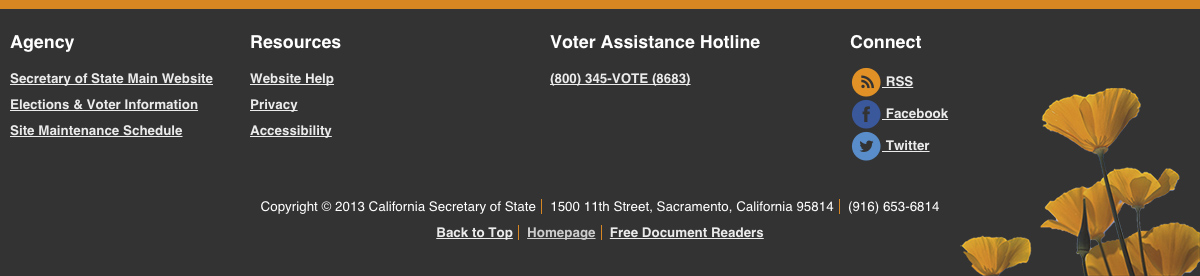 Agency
Secretary of State Main Website
Elections & Voter Information
Site Maintenance Schedule
Resources
Website Help
Privacy
Accessibility
Voter Assistance Hotline
(800) 345-VOTE (8683)
Connect
RSS
Facebook
Twitter
Copyright © 2013 California Secretary of State | 1500 11th Street, Sacramento, California 95814 | (916) 653-6814
Back to Top | Homepage | Free Document Readers